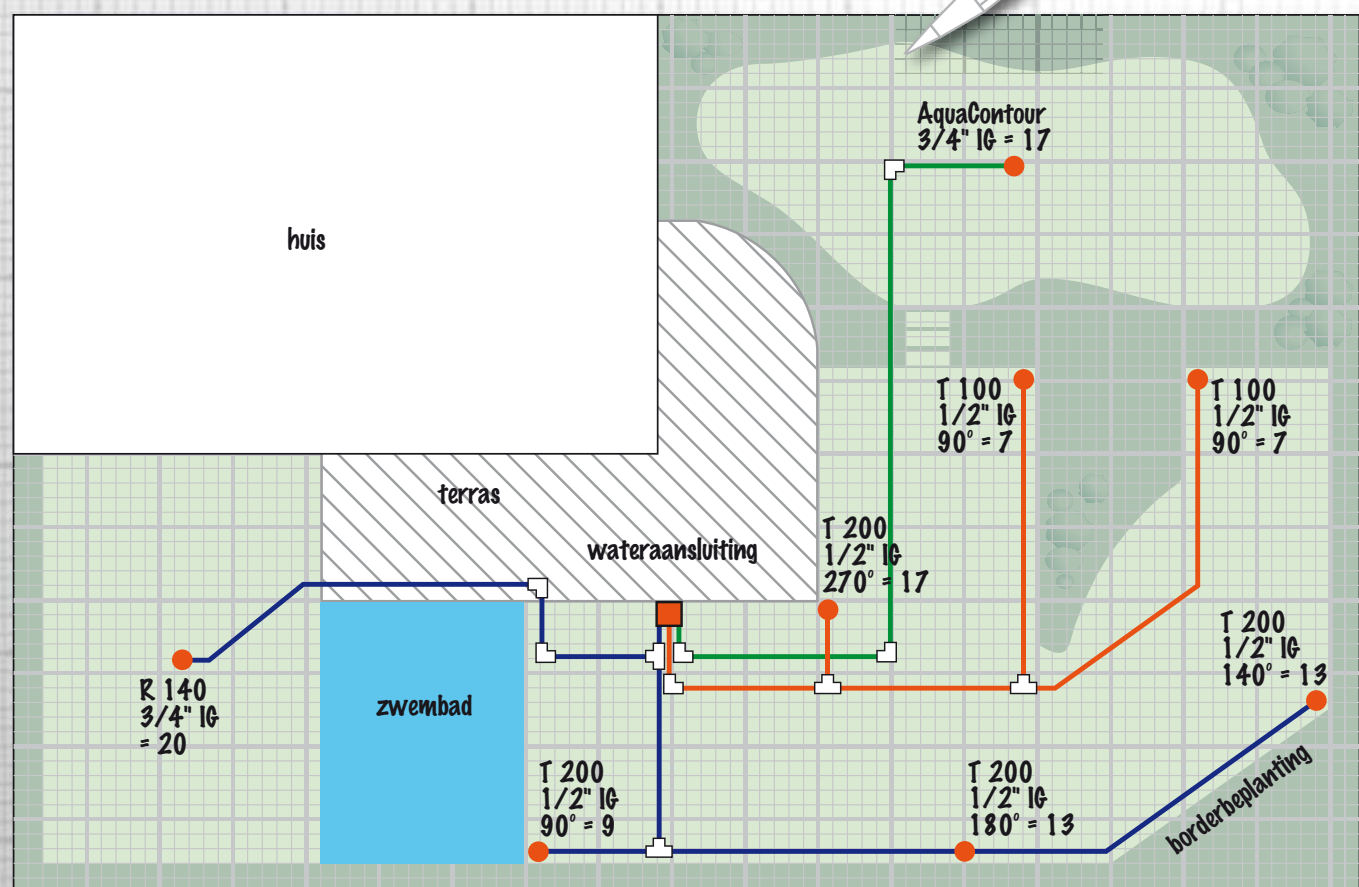 AquaContour
3/4" IG = 17
huis
T 100
1/2" IG
90° = 7
T 100
1/2" IG
90° = 7
terras
wateraansluiting
T 200
1/2" IG
270° = 17
T 200
1/2" IG
140° = 13
R 140
3/4" IG
= 20
zwembad
T 200
1/2" IG
90° = 9
T 200
1/2" IG
180° = 13
borderbeplanting